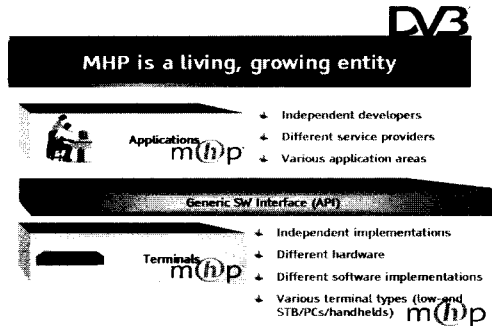 DVB
MHP is a living, growing entity
Independent developers
Different service providers
Various application areas
Applications
mhp
Generic SW Interface (API)
Independent implementations
Different hardware
Different software implementations
Various terminal types (low-end
STB/PCs/handhelds)
Terminals
mhp
mhp